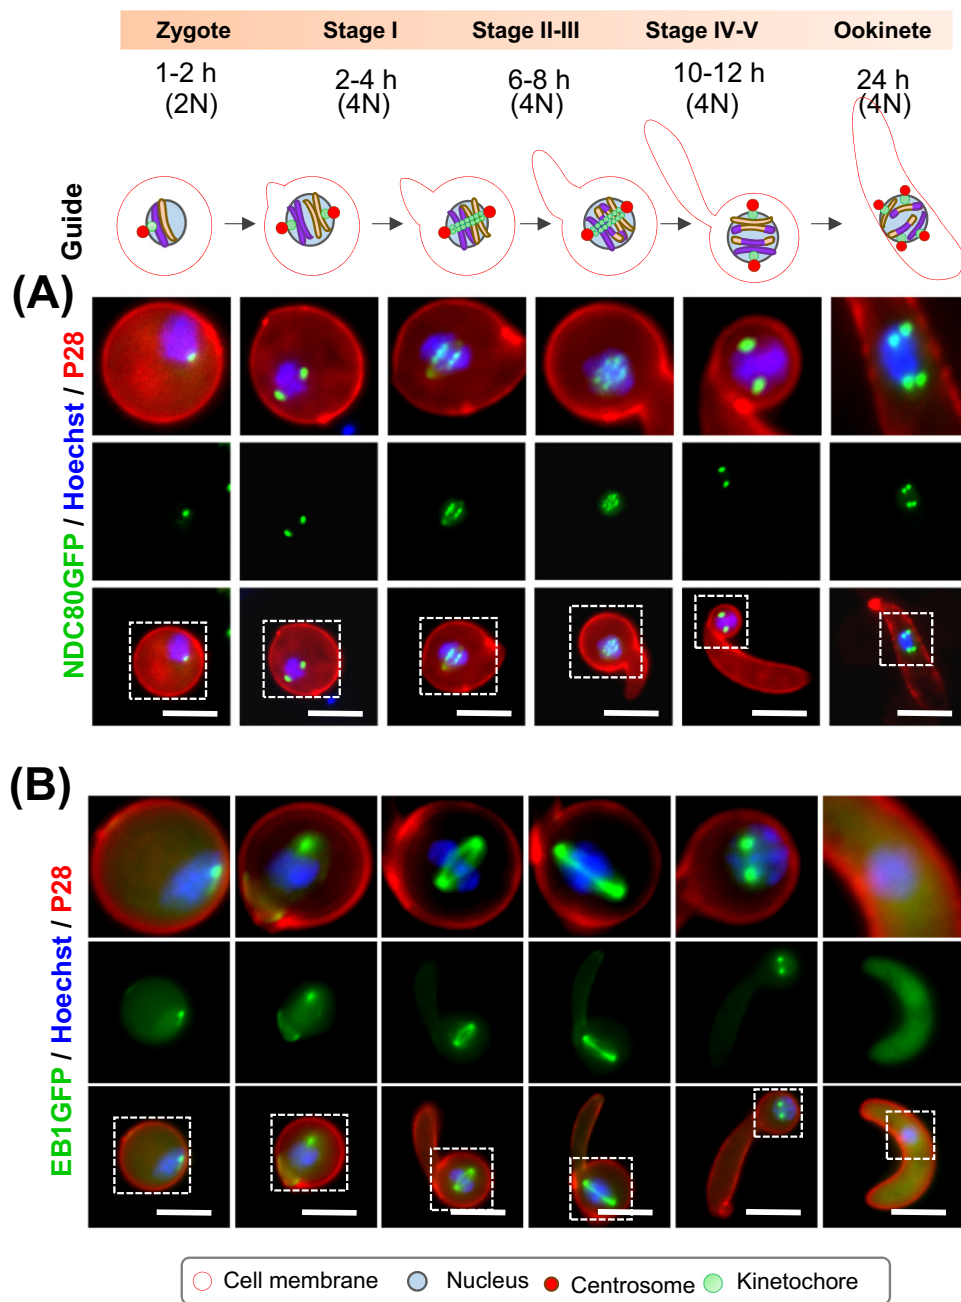 Zygote Stage I Stage II-III Stage IV-V Ookinete
1-2 h 2-4 h 6-8 h 10-12 h 24 h
(2N) (4N) (4N) (4N) (4N)
Guide
(A)
NDC80GFP / Hoechst / P28
(B)
EB1GFP / Hoechst / P28
Cell membrane Nucleus Centrosome Kinetochore